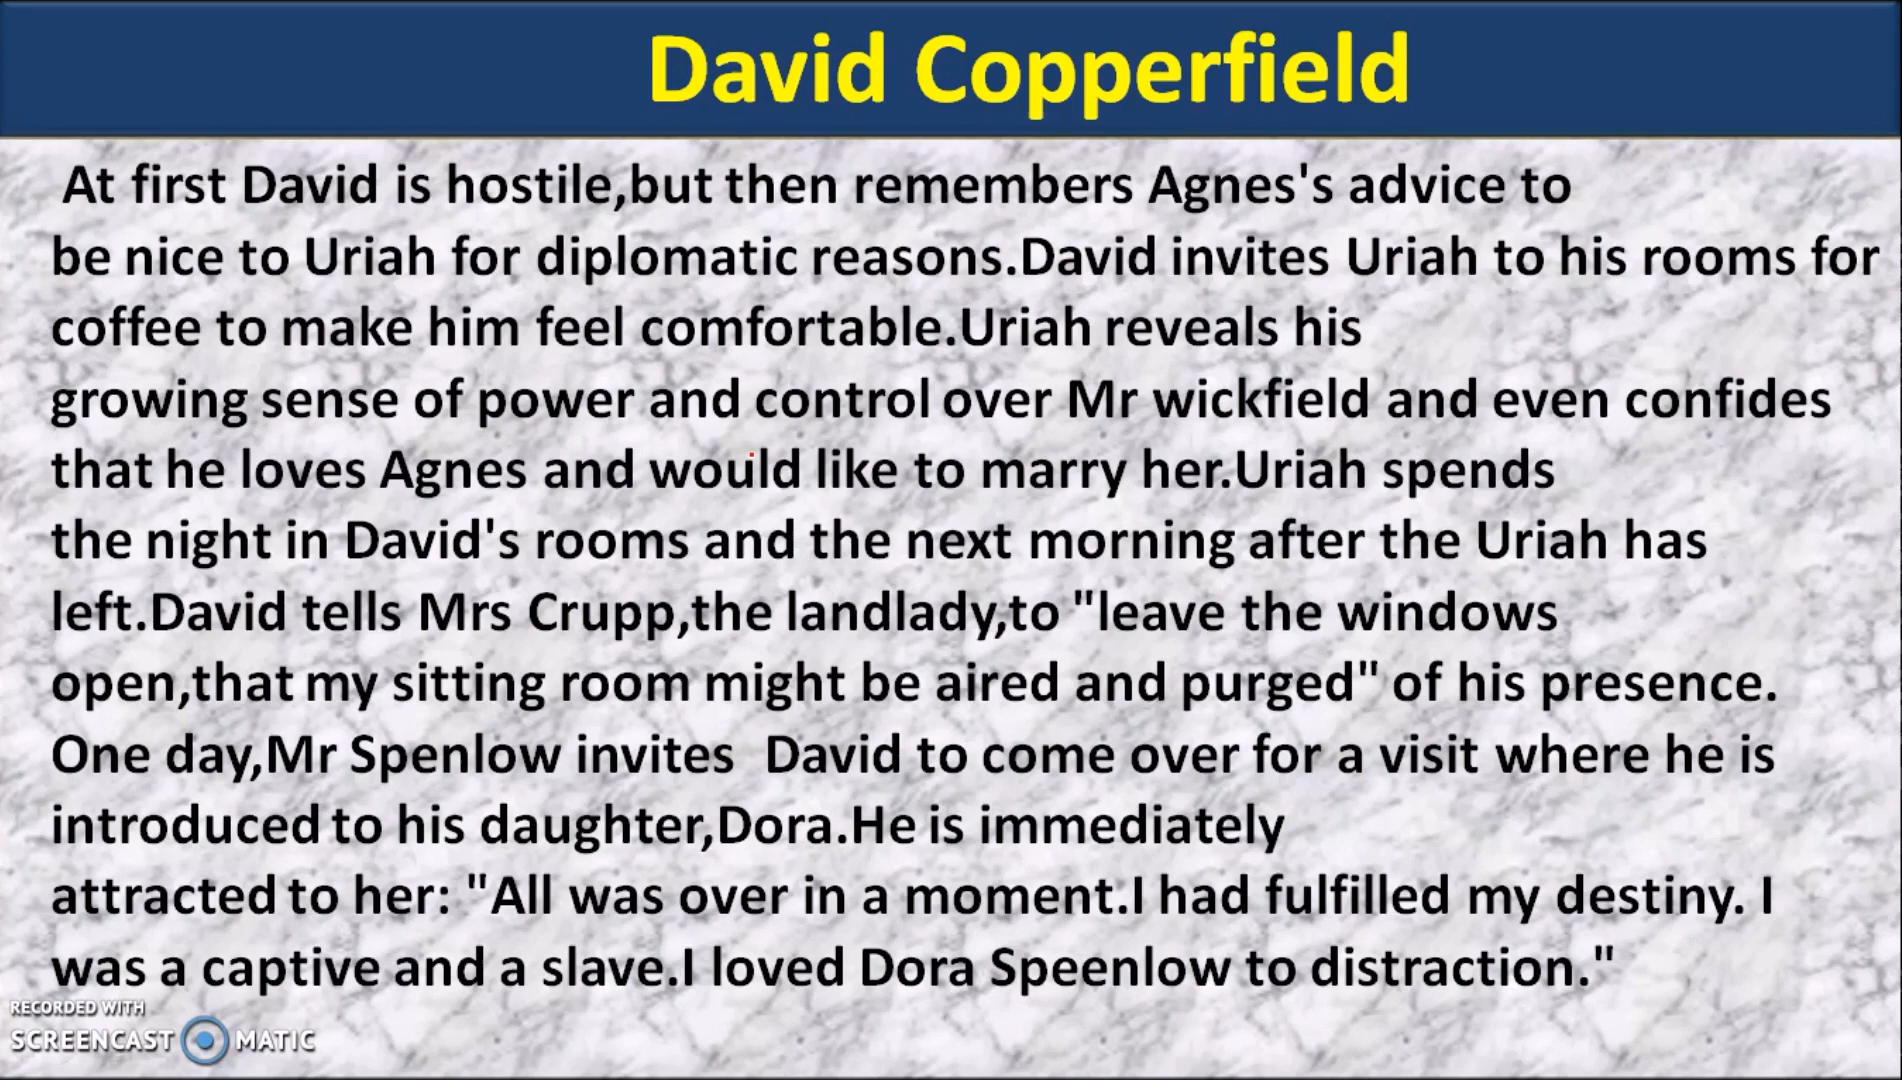 David Copperfield
At first David is hostile,but then remembers Agnes's advice to
be nice to Uriah for diplomatic reasons.David invites Uriah to his rooms for
coffee to make him feel comfortable.Uriah reveals his
growing sense of power and control over Mr wickfield and even confides
that he loves Agnes and would like to marry her.Uriah spends
the night in David's rooms and the next morning after the Uriah has
left.David tells Mrs Crupp,the landlady,to "leave the windows
open,that my sitting room might be aired and purged" of his presence.
One day,Mr Spenlow invites  David to come over for a visit where he is
introduced to his daughter,Dora.He is immediately
attracted to her: "All was over in a moment.I had fulfilled my destiny. I
was a captive and a slave.I loved Dora Speenlow to distraction."
RECORDED WITH
SCREENCAST MATIC